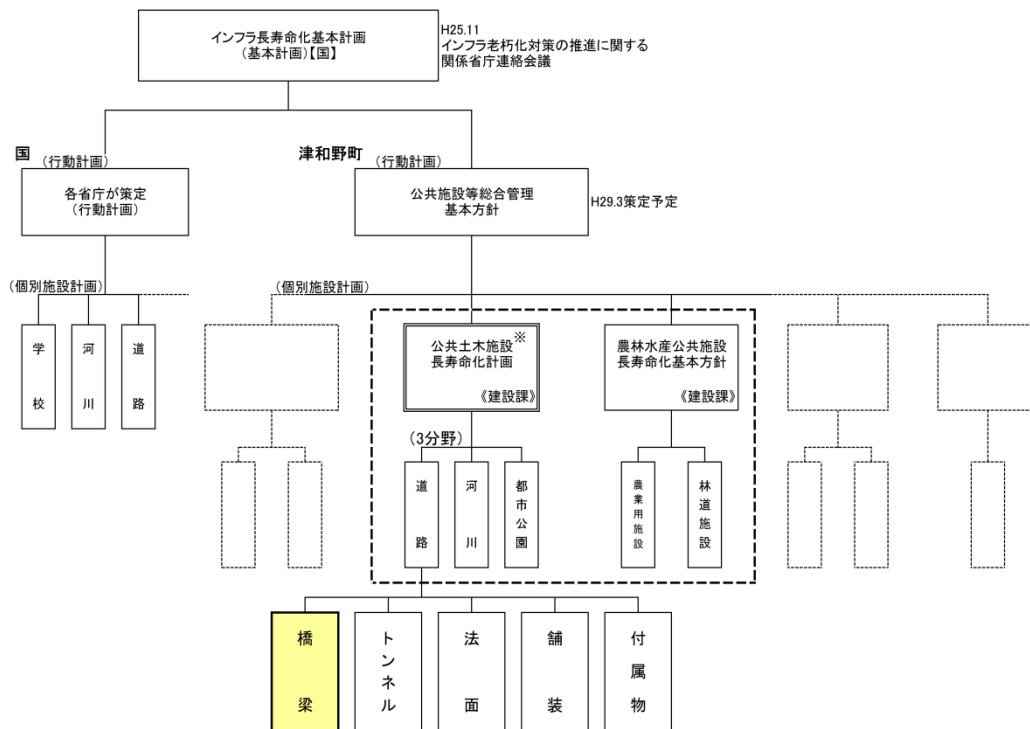 インフラ長寿命化基本計画
(基本計画)【国】
H25.11
インフラ老朽化対策の推進に関する
関係省庁連絡会議
国
(行動計画)
各省庁が策定
(行動計画)
津和野町
(行動計画)
公共施設等総合管理
基本方針
H29.3策定予定
(個別施設計画)
学校
河川
道路
(個別施設計画)
公共土木施設※
長寿命化計画
《建設課》
農林水産公共施設
長寿命化基本方針
《建設課》
(3分野)
道路
河川
都市公園
農業用施設
林道施設
橋梁
トンネル
法面
舗装
付属物